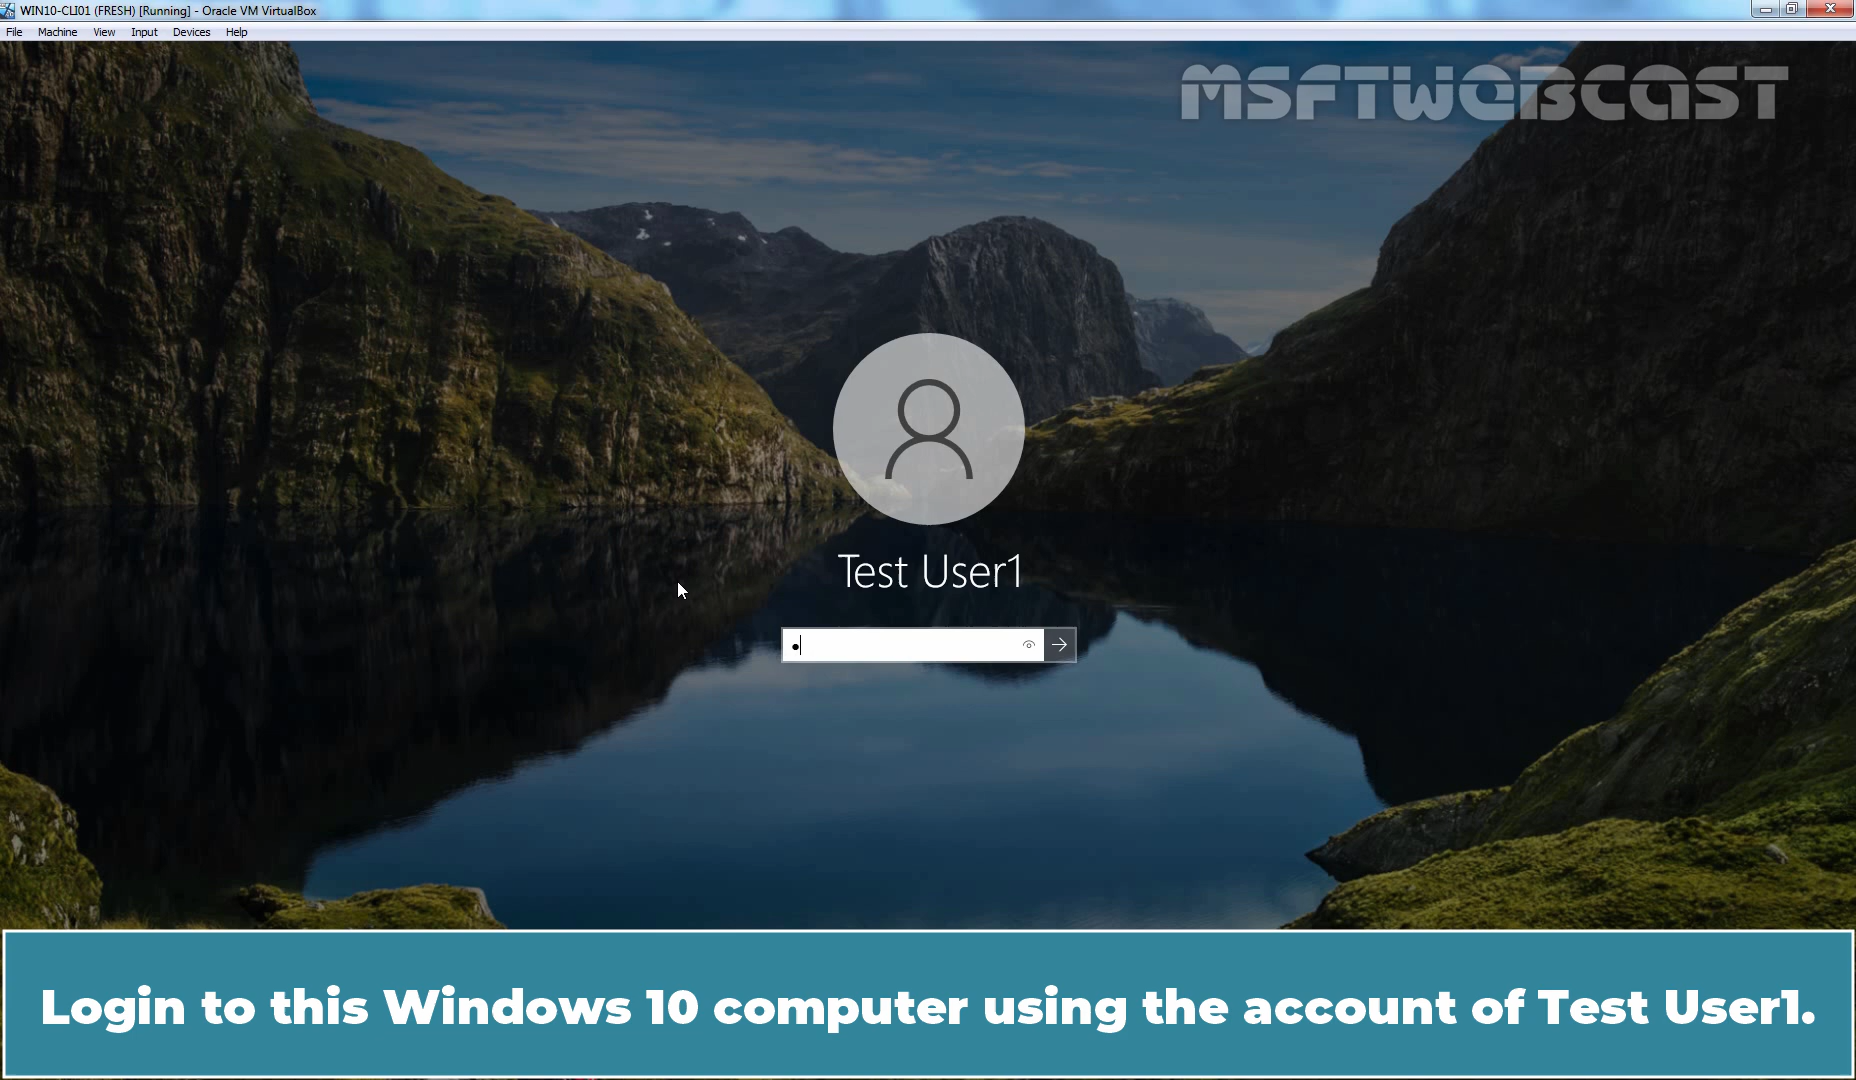 WIN10-CLI01 (FRESH) [Running] - Oracle VM VirtualBox
File Machine View Input Devices Help
MSFTWEBCAST
Test User1
Login to this Windows 10 computer using the account of Test User1.